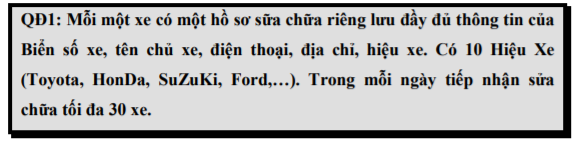 QĐ1: Mỗi một xe có một hồ sơ sữa chữa riêng lưu đầy đủ thông tin của
Biển số xe, tên chủ xe, điện thoại, địa chỉ, hiệu xe. Có 10 Hiệu Xe
(Toyota, HonDa, SuZuKi, Ford,…). Trong mỗi ngày tiếp nhận sửa
chữa tối đa 30 xe.